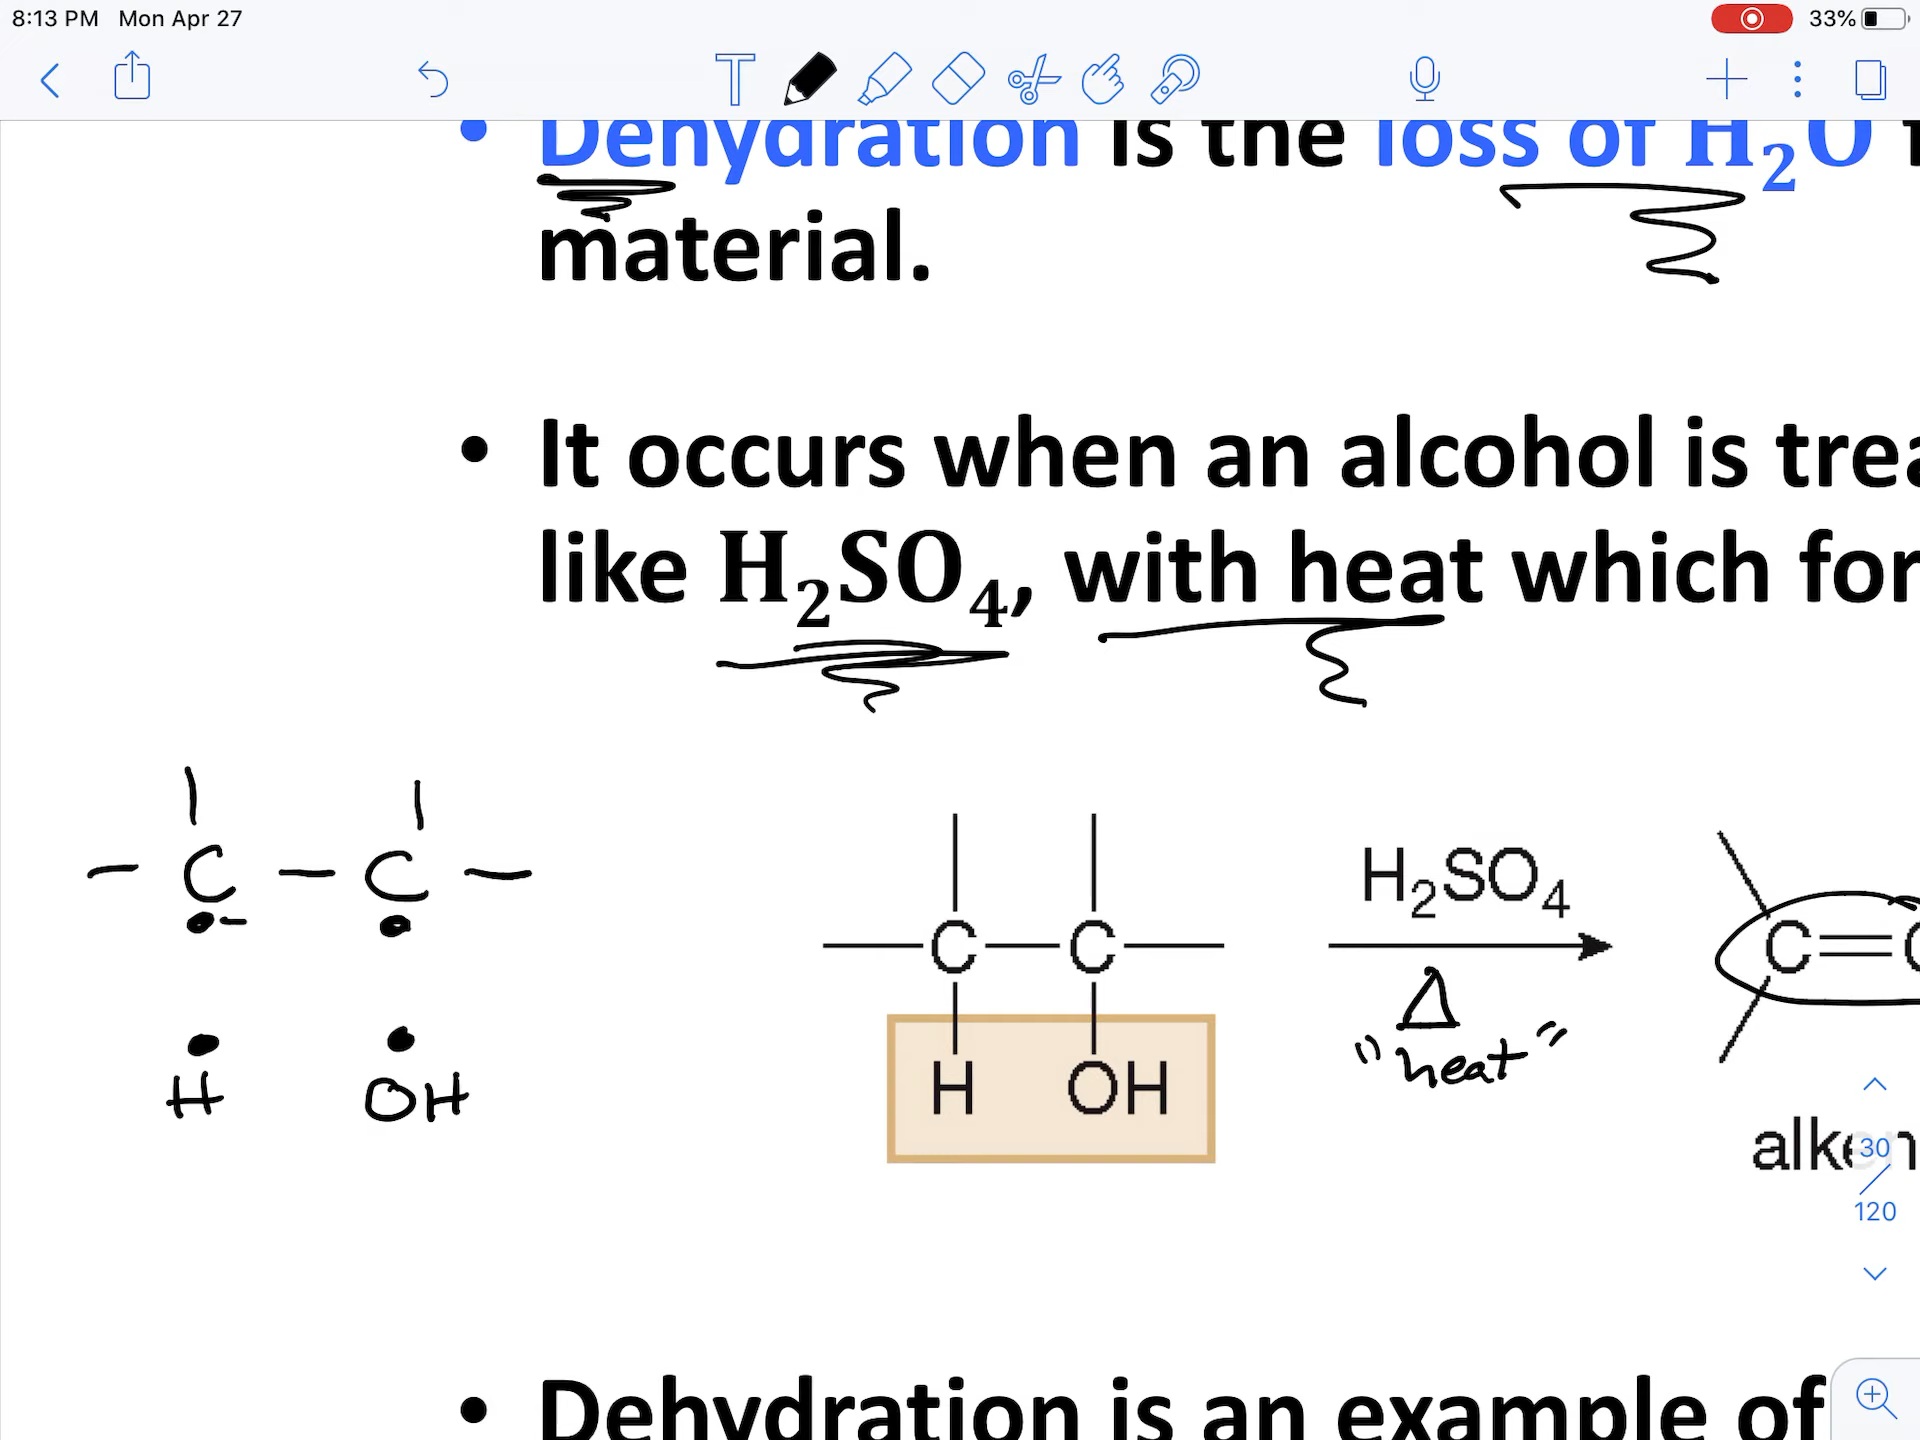 8:13 PM Mon Apr 27 33%
• Dehydration is the loss of H₂O
material.
• It occurs when an alcohol is trea
like H₂SO₄, with heat which for
C — C
H OH
C — C
H OH
H₂SO₄
Δ
"heat"
C=C
alken
30
120
• Dehydration is an example of